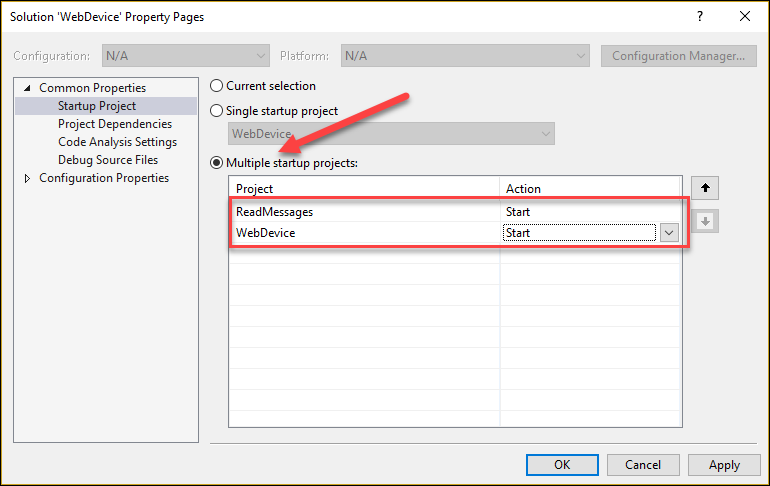 Solution 'WebDevice' Property Pages
Configuration: N/A Platform: N/A Configuration Manager...
Common Properties
Startup Project
Project Dependencies
Code Analysis Settings
Debug Source Files
Configuration Properties
Current selection
Single startup project
WebDevice
Multiple startup projects:
Project Action
ReadMessages Start
WebDevice Start
OK Cancel Apply